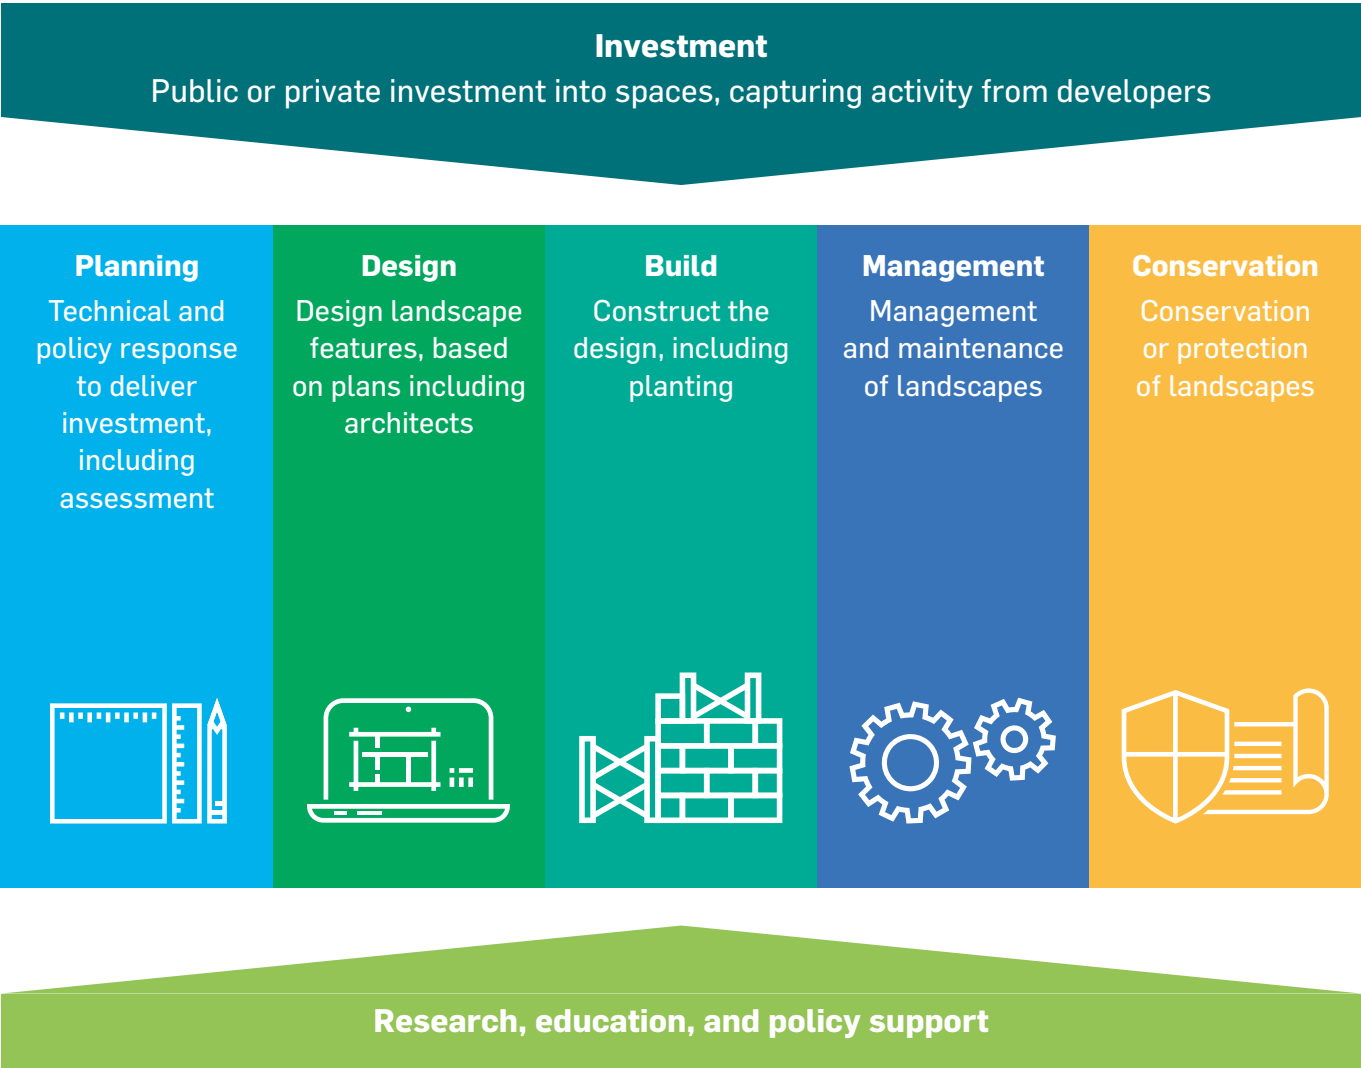 Investment
Public or private investment into spaces, capturing activity from developers
Planning
Technical and
policy response
to deliver
investment,
including
assessment
Design
Design landscape
features, based
on plans including
architects
Build
Construct the
design, including
planting
Management
Management
and maintenance
of landscapes
Conservation
Conservation
or protection
of landscapes
Research, education, and policy support